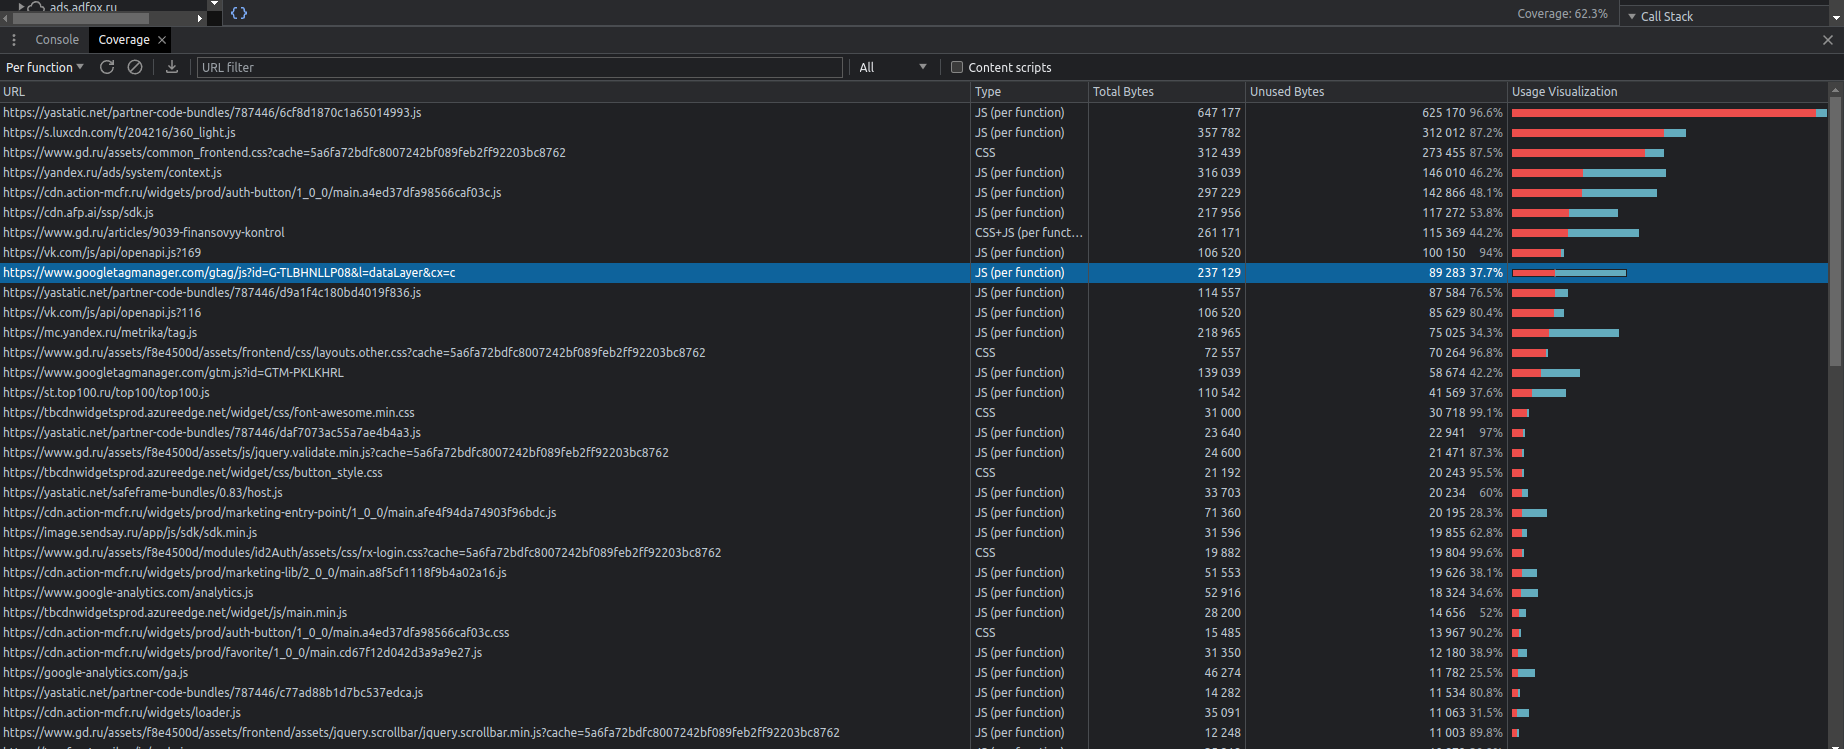 ads.adfox.ru
{} Coverage: 62.3% Call Stack
Console Coverage
Per function URL filter All Content scripts
URL Type Total Bytes Unused Bytes Usage Visualization
https://yastatic.net/partner-code-bundles/787446/6cf8d1870c1a65014993.js JS (per function) 647 177 625 170 96.6%
https://s.luxcdn.com/t/204216/360_light.js JS (per function) 357 782 312 012 87.2%
https://www.gd.ru/assets/common_frontend.css?cache=5a6fa72bdfc8007242bf089feb2ff92203bc8762 CSS 312 439 273 455 87.5%
https://yandex.ru/ads/system/context.js JS (per function) 316 039 146 010 46.2%
https://cdn.action-mcfr.ru/widgets/prod/auth-button/1_0_0/main.a4ed37dfa98566caf03c.js JS (per function) 297 229 142 866 48.1%
https://cdn.afp.ai/ssp/sdk.js JS (per function) 217 956 117 272 53.8%
https://www.gd.ru/articles/9039-finansovyy-kontrol CSS+JS (per funct… 261 171 115 369 44.2%
https://vk.com/js/api/openapi.js?169 JS (per function) 106 520 100 150 94%
https://www.googletagmanager.com/gtag/js?id=G-TLBHNLLP08&l=dataLayer&cx=c JS (per function) 237 129 89 283 37.7%
https://yastatic.net/partner-code-bundles/787446/d9a1f4c180bd4019f836.js JS (per function) 114 557 87 584 76.5%
https://vk.com/js/api/openapi.js?116 JS (per function) 106 520 85 629 80.4%
https://mc.yandex.ru/metrika/tag.js JS (per function) 218 965 75 025 34.3%
https://www.gd.ru/assets/f8e4500d/assets/frontend/css/layouts.other.css?cache=5a6fa72bdfc8007242bf089feb2ff92203bc8762 CSS 72 557 70 264 96.8%
https://www.googletagmanager.com/gtm.js?id=GTM-PKLKHRL JS (per function) 139 039 58 674 42.2%
https://st.top100.ru/top100/top100.js JS (per function) 110 542 41 569 37.6%
https://tbcdnwidgetsprod.azureedge.net/widget/css/font-awesome.min.css CSS 31 000 30 718 99.1%
https://yastatic.net/partner-code-bundles/787446/daf7073ac55a7ae4b4a3.js JS (per function) 23 640 22 941 97%
https://www.gd.ru/assets/f8e4500d/assets/js/jquery.validate.min.js?cache=5a6fa72bdfc8007242bf089feb2ff92203bc8762 JS (per function) 24 600 21 471 87.3%
https://tbcdnwidgetsprod.azureedge.net/widget/css/button_style.css CSS 21 192 20 243 95.5%
https://yastatic.net/safeframe-bundles/0.83/host.js JS (per function) 33 703 20 234 60%
https://cdn.action-mcfr.ru/widgets/prod/marketing-entry-point/1_0_0/main.afe4f94da74903f96bdc.js JS (per function) 71 360 20 195 28.3%
https://image.sendsay.ru/app/js/sdk/sdk.min.js JS (per function) 31 596 19 855 62.8%
https://www.gd.ru/assets/f8e4500d/modules/id2Auth/assets/css/rx-login.css?cache=5a6fa72bdfc8007242bf089feb2ff92203bc8762 CSS 19 882 19 804 99.6%
https://cdn.action-mcfr.ru/widgets/prod/marketing-lib/2_0_0/main.a8f5cf1118f9b4a02a16.js JS (per function) 51 553 19 626 38.1%
https://www.google-analytics.com/analytics.js JS (per function) 52 916 18 324 34.6%
https://tbcdnwidgetsprod.azureedge.net/widget/js/main.min.js JS (per function) 28 200 14 656 52%
https://cdn.action-mcfr.ru/widgets/prod/auth-button/1_0_0/main.a4ed37dfa98566caf03c.css CSS 15 485 13 967 90.2%
https://cdn.action-mcfr.ru/widgets/prod/favorite/1_0_0/main.cd67f12d042d3a9a9e27.js JS (per function) 31 350 12 180 38.9%
https://google-analytics.com/ga.js JS (per function) 46 274 11 782 25.5%
https://yastatic.net/partner-code-bundles/787446/c77ad88b1d7bc537edca.js JS (per function) 14 282 11 534 80.8%
https://cdn.action-mcfr.ru/widgets/loader.js JS (per function) 35 091 11 063 31.5%
https://www.gd.ru/assets/f8e4500d/assets/frontend/assets/jquery.scrollbar/jquery.scrollbar.min.js?cache=5a6fa72bdfc8007242bf089feb2ff92203bc8762 JS (per function) 12 248 11 003 89.8%